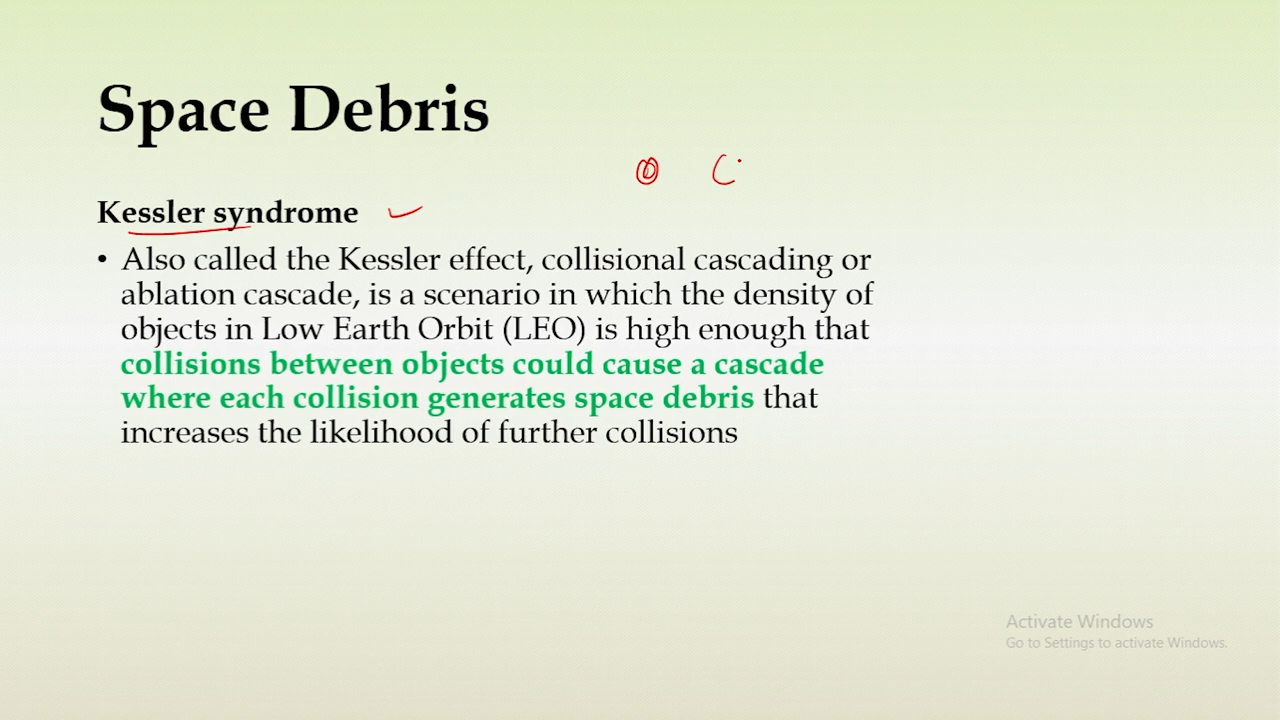 Space Debris
Kessler syndrome
• Also called the Kessler effect, collisional cascading or
ablation cascade, is a scenario in which the density of
objects in Low Earth Orbit (LEO) is high enough that
collisions between objects could cause a cascade
where each collision generates space debris that
increases the likelihood of further collisions
Activate Windows
Go to Settings to activate Windows.